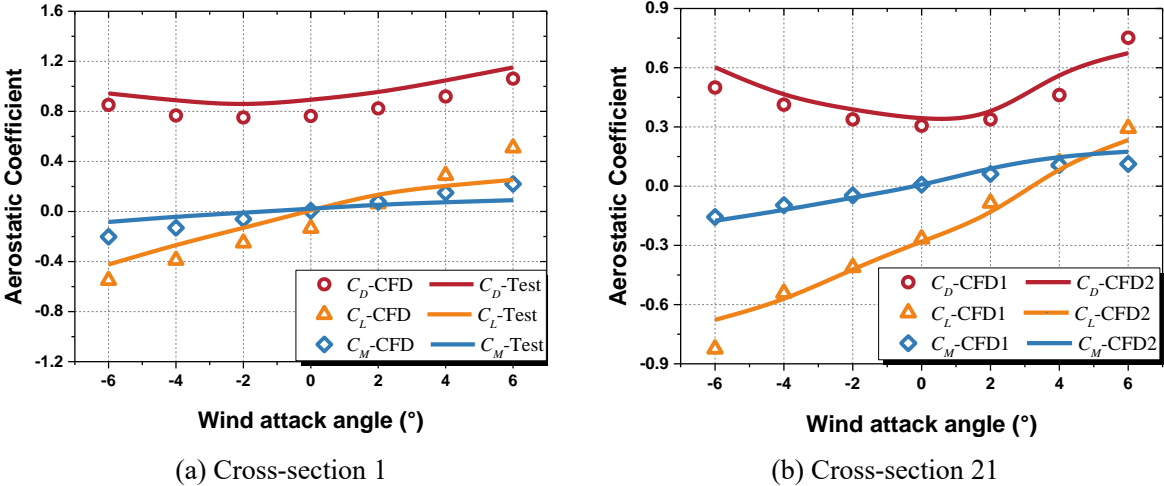 Aerostatic Coefficient
1.6
1.2
0.8
0.4
0.0
-0.4
-0.8
-1.2
C_D-CFD C_D-Test
C_L-CFD C_L-Test
C_M-CFD C_M-Test
-6 -4 -2 0 2 4 6
Wind attack angle (°)
(a) Cross-section 1
Aerostatic Coefficient
0.9
0.6
0.3
0.0
-0.3
-0.6
-0.9
C_D-CFD1 C_D-CFD2
C_L-CFD1 C_L-CFD2
C_M-CFD1 C_M-CFD2
-6 -4 -2 0 2 4 6
Wind attack angle (°)
(b) Cross-section 21